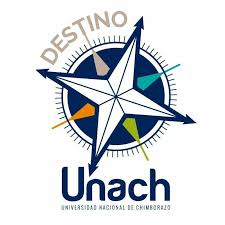 DESTINO
Unach
UNIVERSIDAD NACIONAL DE CHIMBORAZO